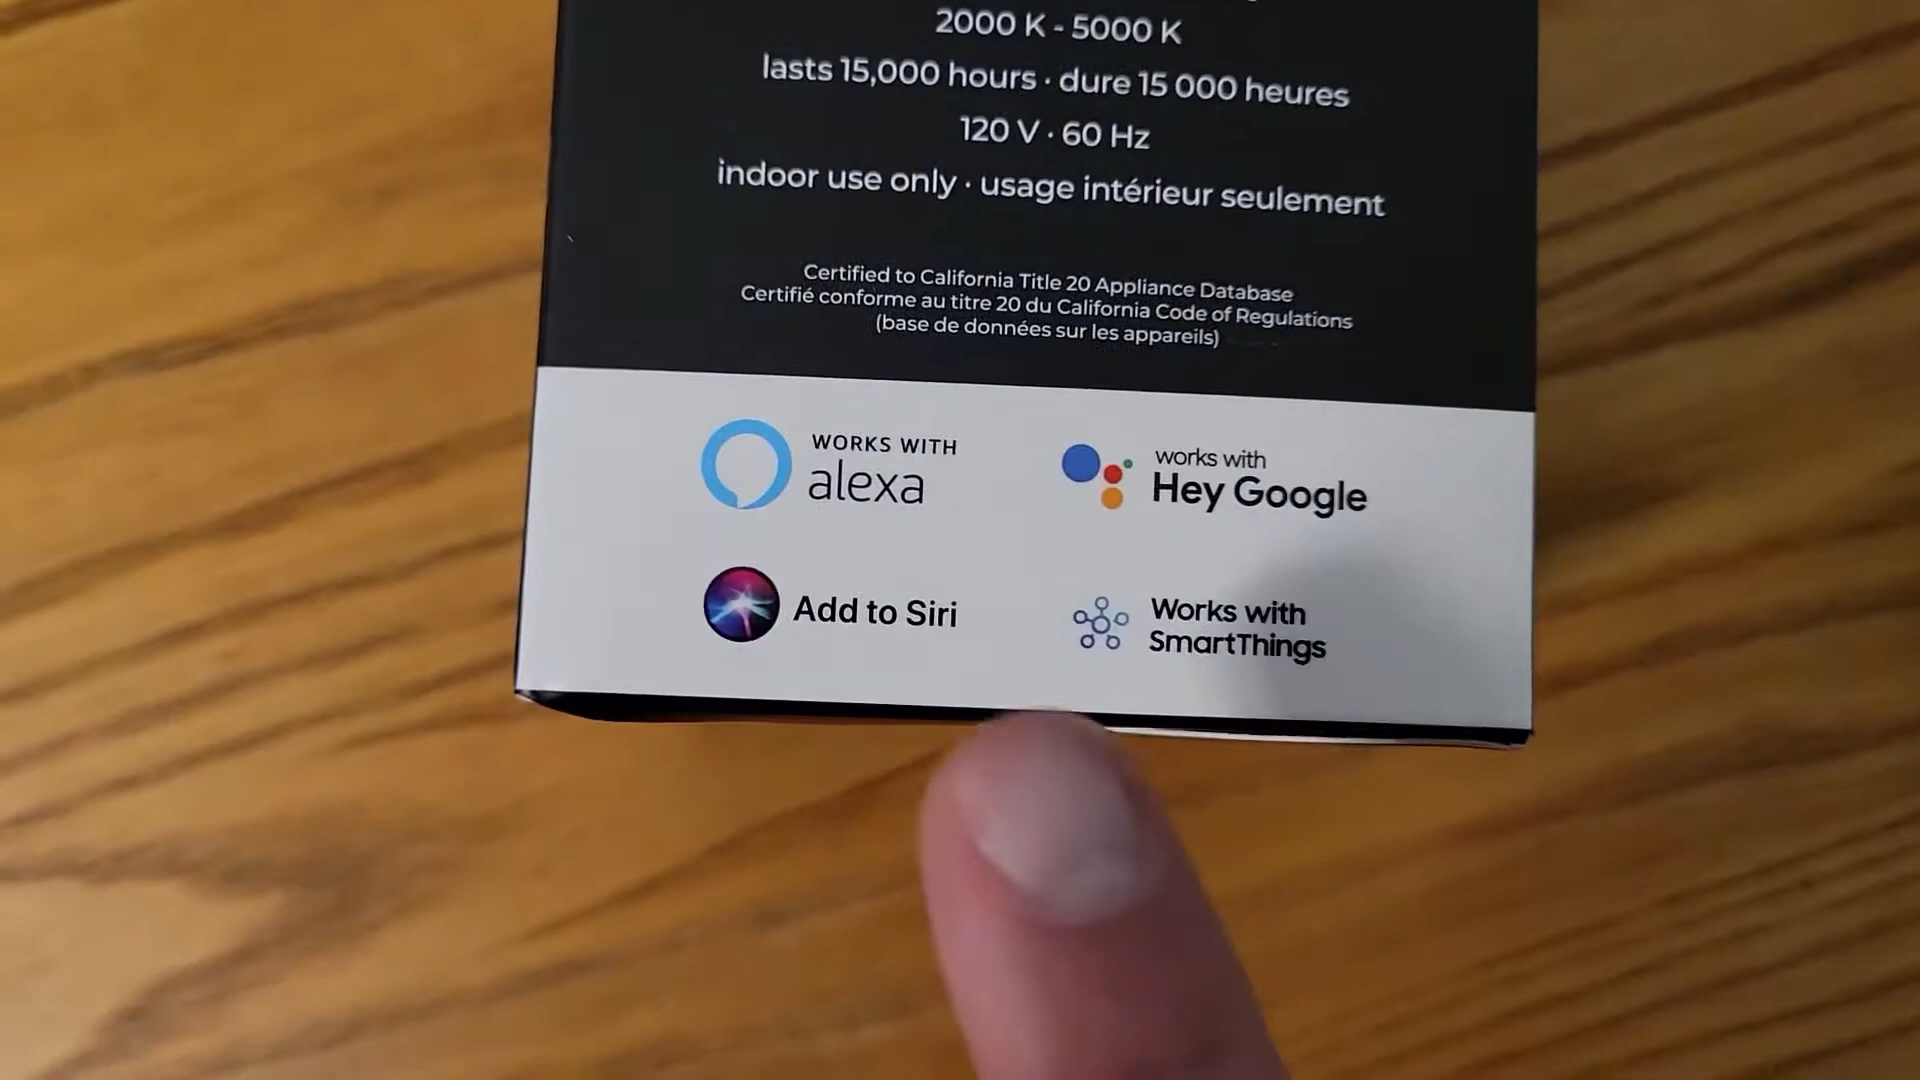 2000 K - 5000 K
lasts 15,000 hours · dure 15 000 heures
120 V · 60 Hz
indoor use only · usage intérieur seulement
Certified to California Title 20 Appliance Database
Certifié conforme au titre 20 du California Code of Regulations
(base de données sur les appareils)
WORKS WITH
alexa
works with
Hey Google
Add to Siri
Works with
SmartThings